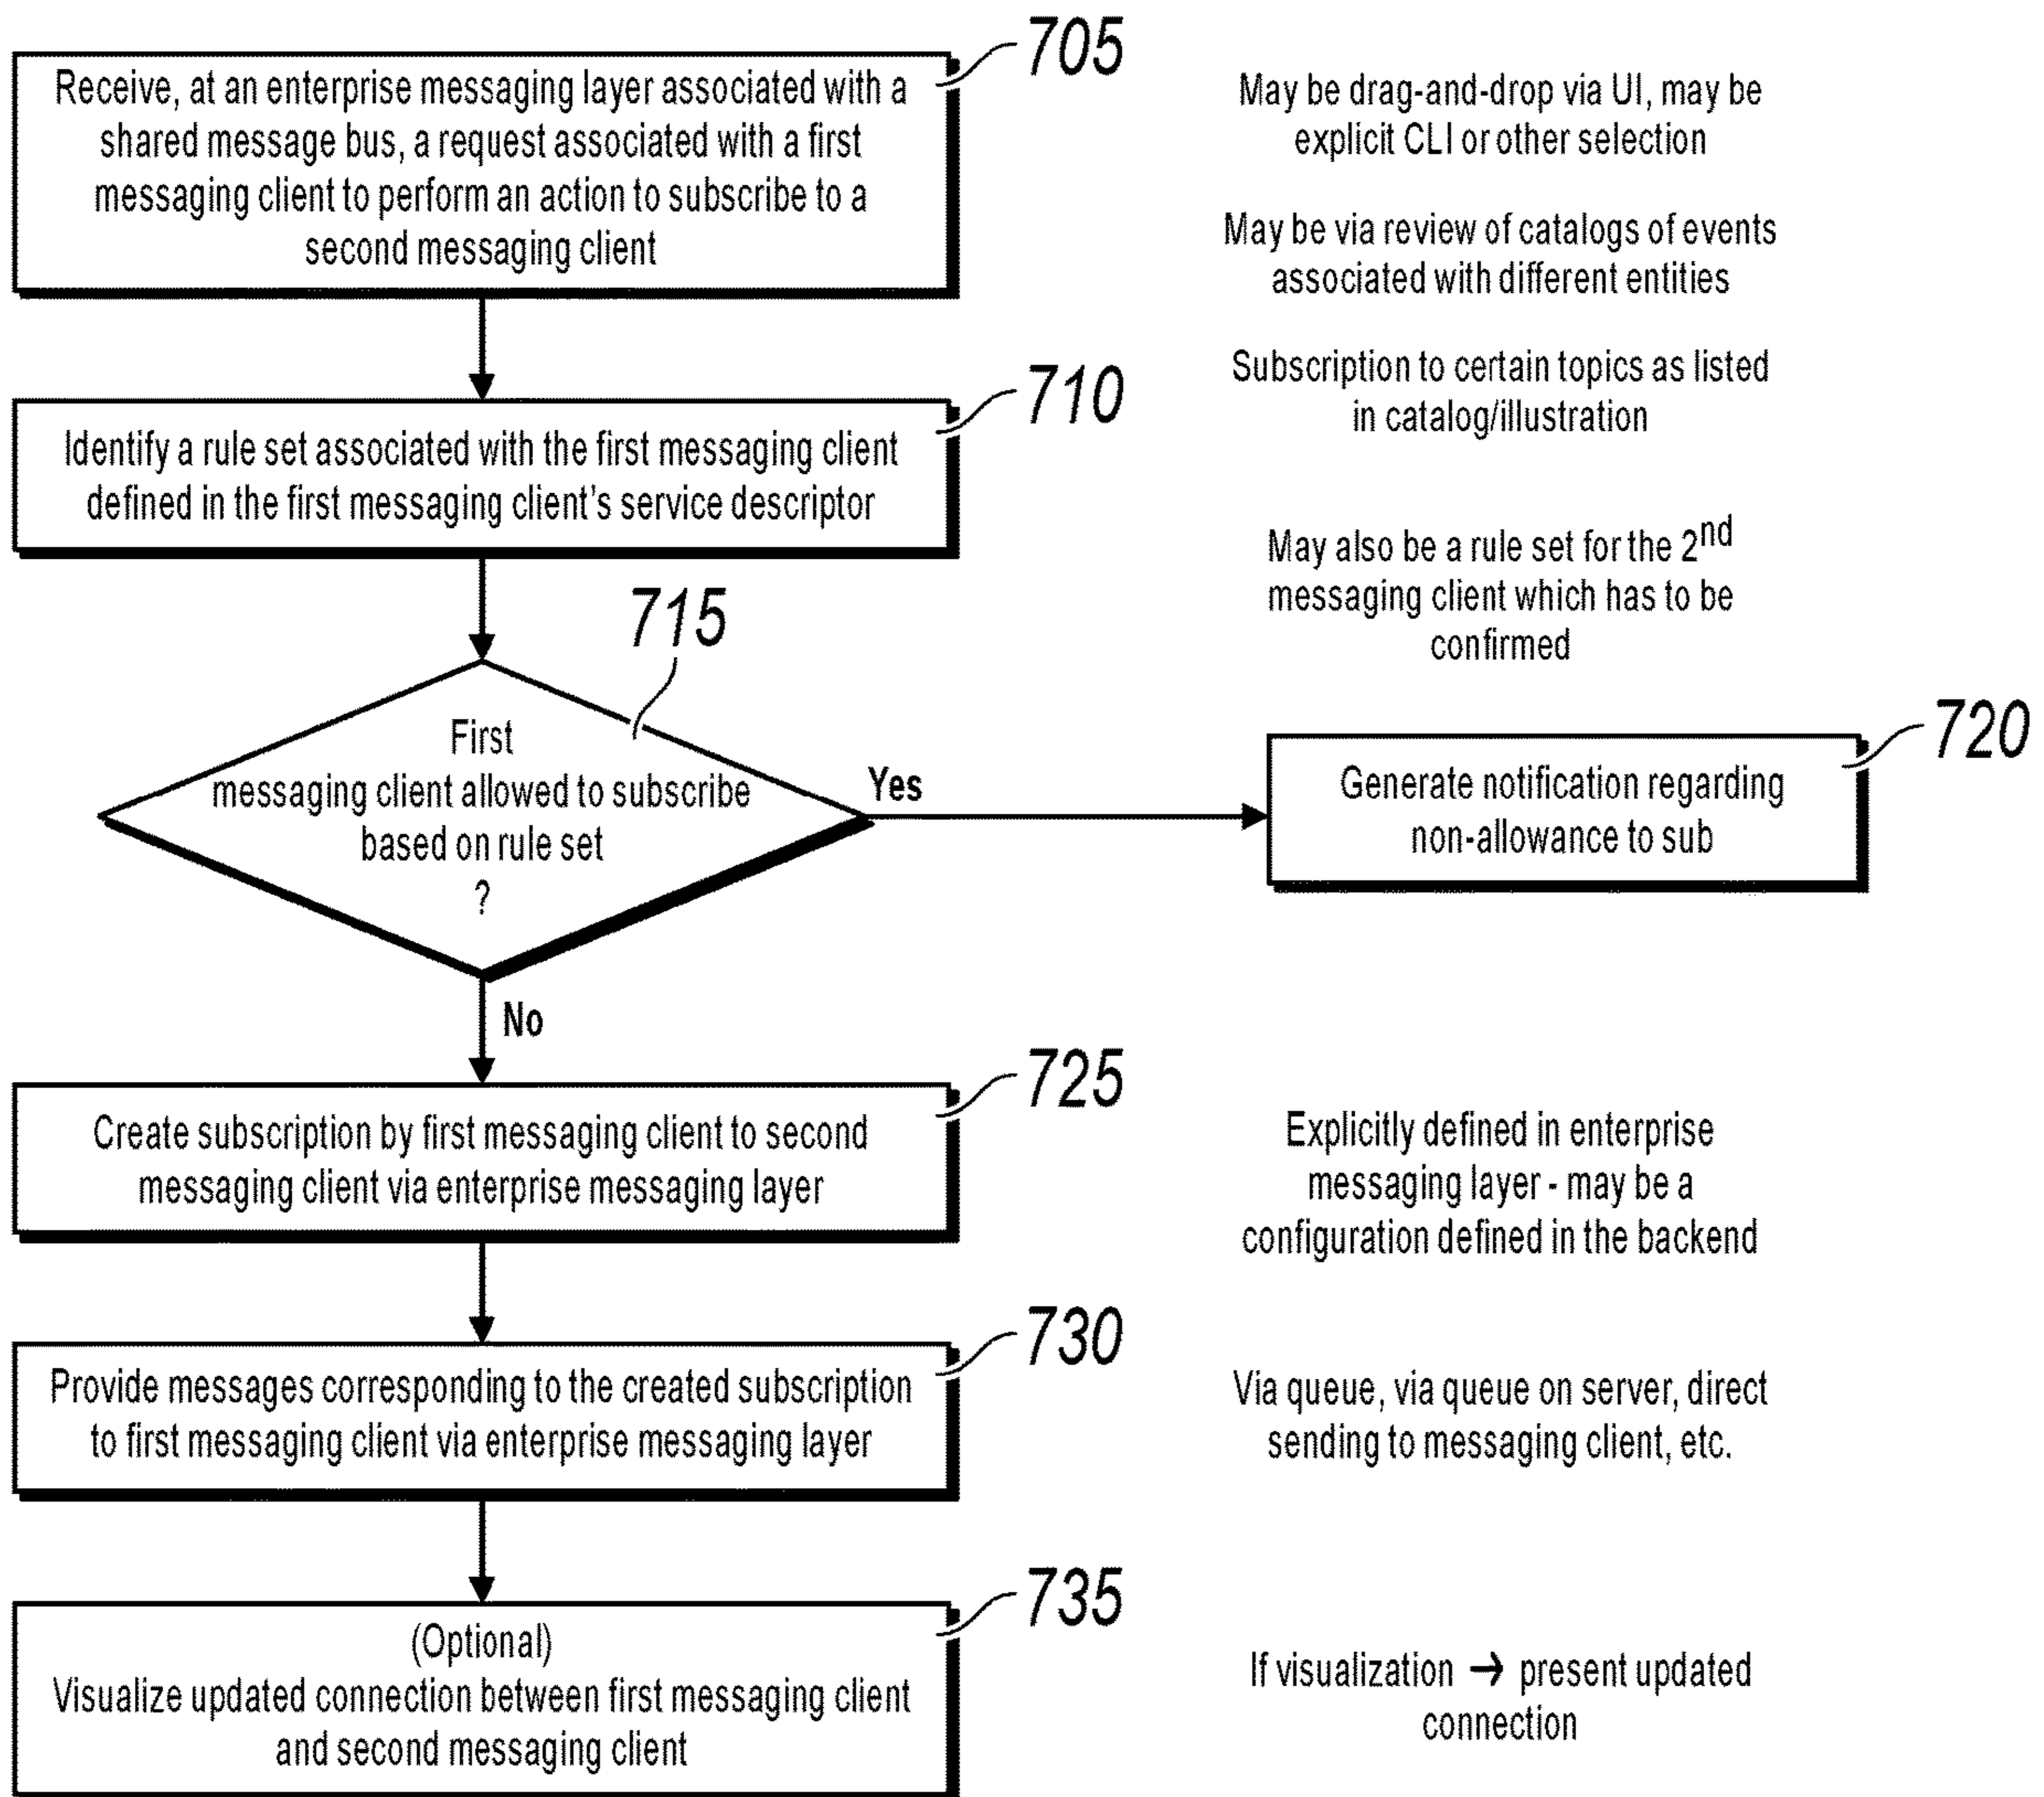 705
Receive, at an enterprise messaging layer associated with a
shared message bus, a request associated with a first
messaging client to perform an action to subscribe to a
second messaging client
May be drag-and-drop via UI, may be
explicit CLI or other selection
May be via review of catalogs of events
associated with different entities
Subscription to certain topics as listed
in catalog/illustration
710
Identify a rule set associated with the first messaging client
defined in the first messaging client's service descriptor
May also be a rule set for the 2nd
messaging client which has to be
confirmed
715
First
messaging client allowed to subscribe
based on rule set
?
Yes
720
Generate notification regarding
non-allowance to sub
No
725
Create subscription by first messaging client to second
messaging client via enterprise messaging layer
Explicitly defined in enterprise
messaging layer - may be a
configuration defined in the backend
730
Provide messages corresponding to the created subscription
to first messaging client via enterprise messaging layer
Via queue, via queue on server, direct
sending to messaging client, etc.
735
(Optional)
Visualize updated connection between first messaging client
and second messaging client
If visualization → present updated
connection